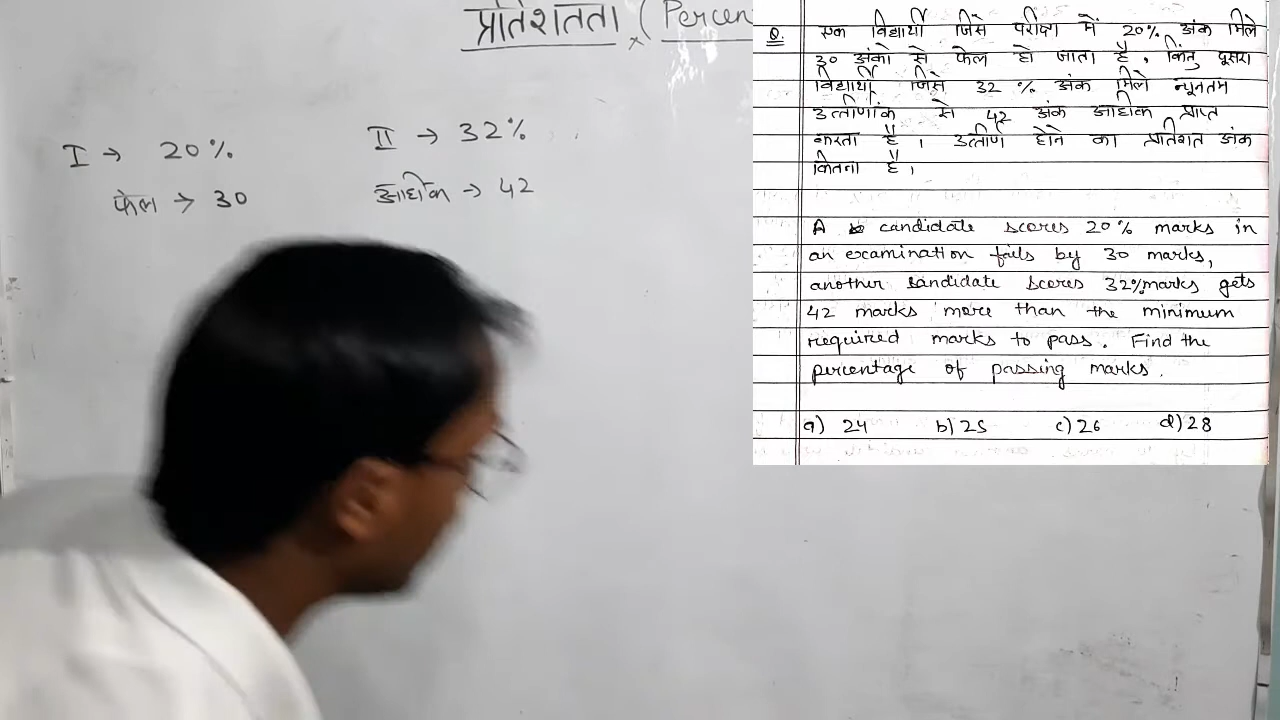 प्रतिशतता ( Percen
I → 20%
फेल → 30
II → 32%
अधिक → 42
Q. एक विद्यार्थी जिसे परीक्षा में 20% अंक मिले
30 अंको से फेल हो जाता है, किंतु दूसरा
विद्यार्थी जिसे 32 % अंक मिले न्यूनतम
उत्तीर्णांक से 42 अंक अधिक प्राप्त
करता है। उत्तीर्ण होने का प्रतिशत अंक
कितना है।
A candidate scores 20% marks in
an examination fails by 30 marks,
another candidate scores 32% marks gets
42 marks more than the minimum
required marks to pass. Find the
percentage of passing marks.
a) 24 b) 25 c) 26 d) 28